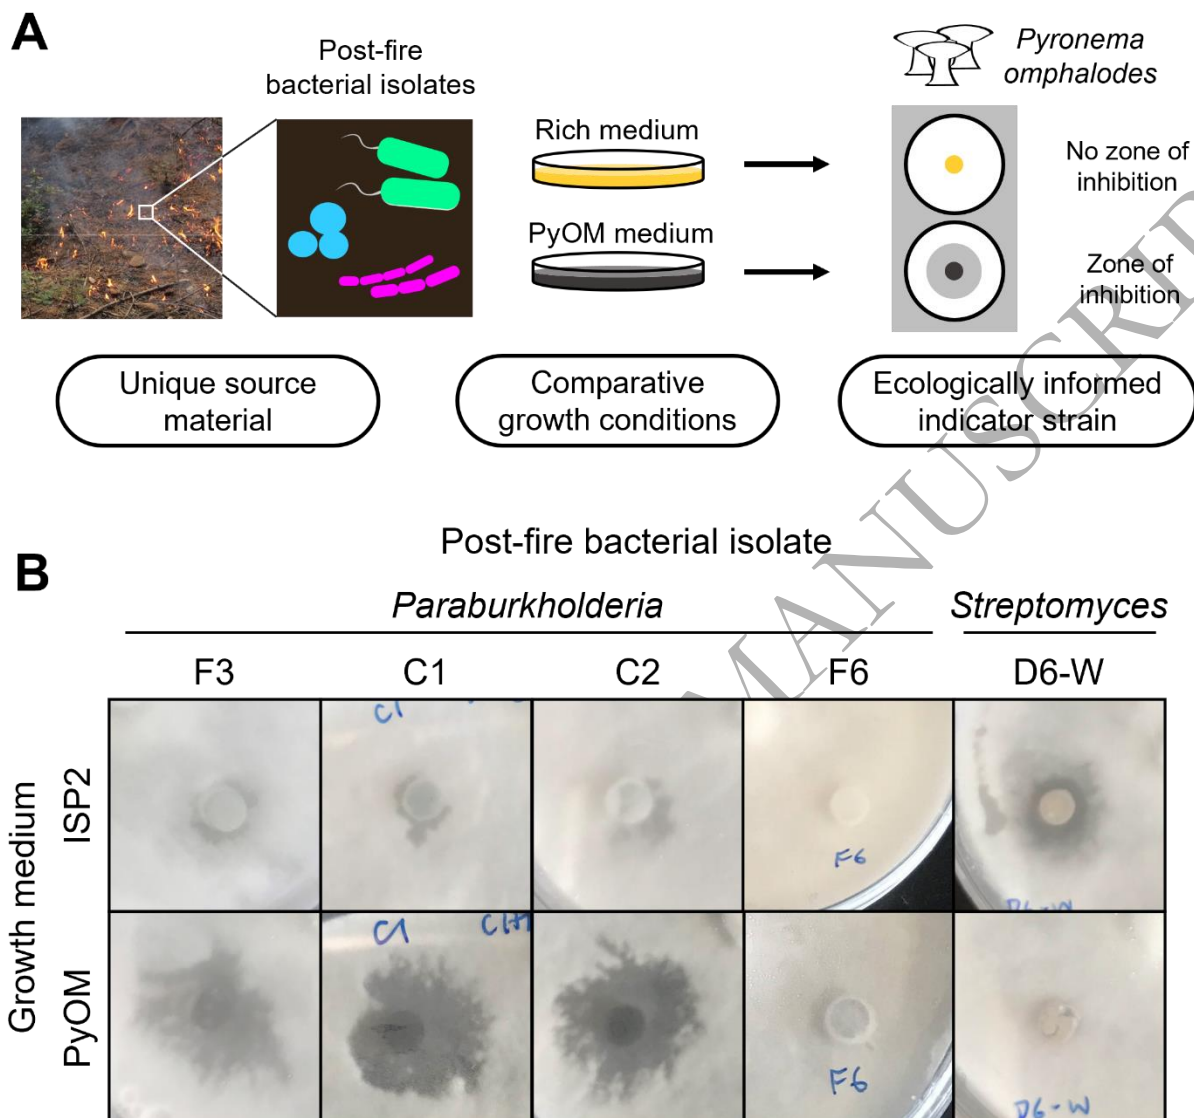 A
Post-fire
bacterial isolates
Rich medium
PyOM medium
Pyronema
omphalodes
No zone of
inhibition
Zone of
inhibition
Unique source
material
Comparative
growth conditions
Ecologically informed
indicator strain
B
Post-fire bacterial isolate
Paraburkholderia
Streptomyces
F3
C1
C2
F6
D6-W
Growth medium
ISP2
C1
F6
D6-W
PyOM
C1
F6
D6-W